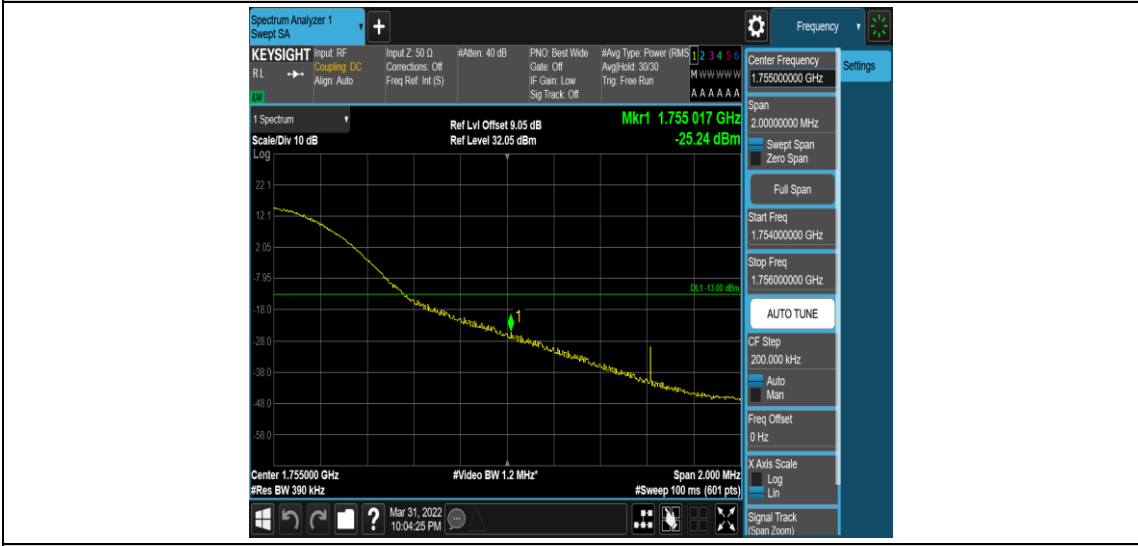 Spectrum Analyzer 1
Swept SA
Frequency
KEYSIGHT
RL
Input: RF
Coupling: DC
Align: Auto
Input Z: 50 Ω
Corrections: Off
Freq Ref: Int (S)
#Atten: 40 dB
PNO: Best Wide
Gate: Off
IF Gain: Low
Sig Track: Off
#Avg Type: Power (RMS
Avg|Hold: 30/30
Trig: Free Run
1 2 3 4 5 6
M W W W W W
A A A A A A
1 Spectrum
Scale/Div 10 dB
Log
Ref Lvl Offset 9.05 dB
Ref Level 32.05 dBm
Mkr1 1.755 017 GHz
-25.24 dBm
22.1
12.1
2.05
-7.95
-18.0
-28.0
-38.0
-48.0
-58.0
DL1 -13.00 dBm
1
Center 1.755000 GHz
#Res BW 390 kHz
#Video BW 1.2 MHz*
Span 2.000 MHz
#Sweep 100 ms (601 pts)
Mar 31, 2022
10:04:25 PM
Center Frequency
1.755000000 GHz
Settings
Span
2.00000000 MHz
Swept Span
Zero Span
Full Span
Start Freq
1.754000000 GHz
Stop Freq
1.756000000 GHz
AUTO TUNE
CF Step
200.000 kHz
Auto
Man
Freq Offset
0 Hz
X Axis Scale
Log
Lin
Signal Track
(Span Zoom)